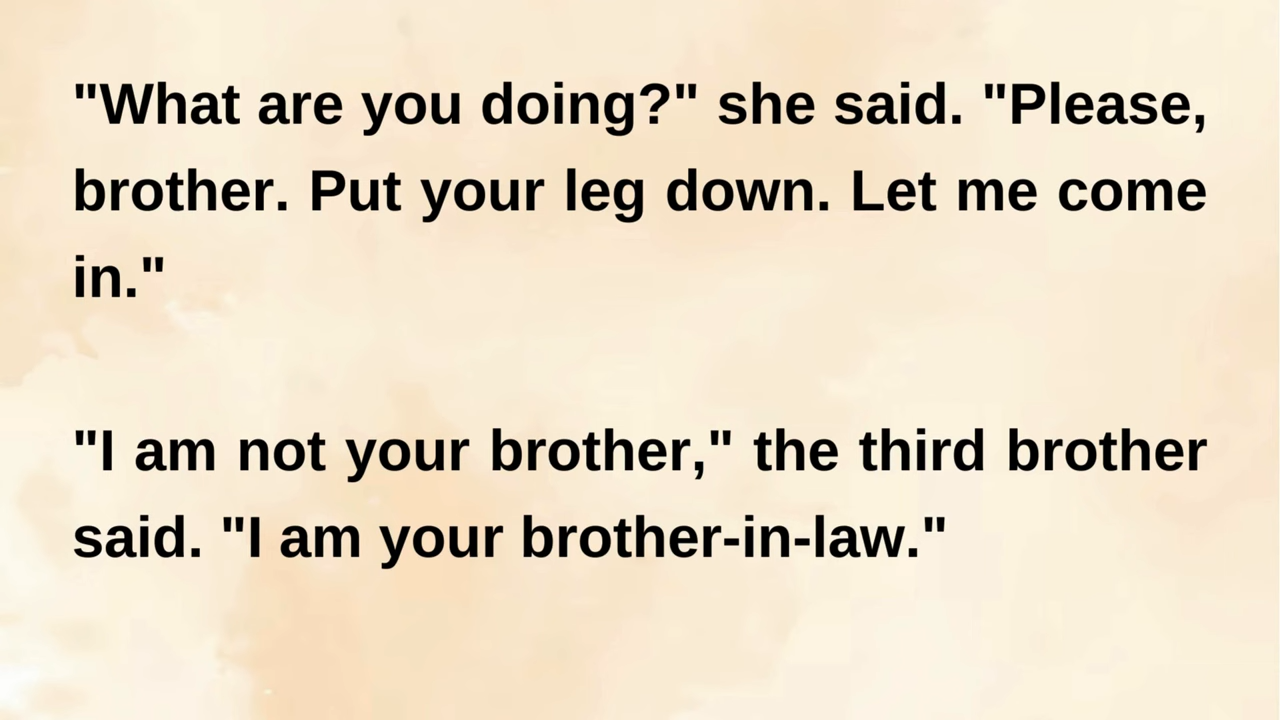 "What are you doing?" she said. "Please,
brother. Put your leg down. Let me come
in."
"I am not your brother," the third brother
said. "I am your brother-in-law."